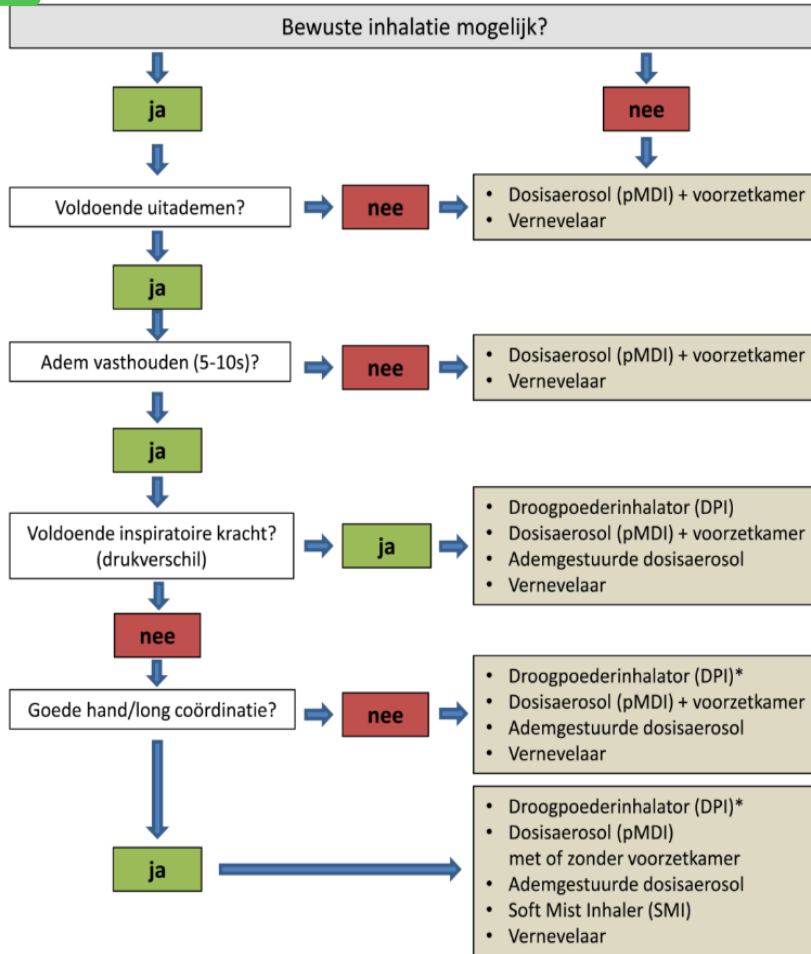 Bewuste inhalatie mogelijk?
ja
nee
Voldoende uitademen?
nee
• Dosisaerosol (pMDI) + voorzetkamer
• Vernevelaar
ja
Adem vasthouden (5-10s)?
nee
• Dosisaerosol (pMDI) + voorzetkamer
• Vernevelaar
ja
Voldoende inspiratoire kracht?
(drukverschil)
ja
• Droogpoederinhalator (DPI)
• Dosisaerosol (pMDI) + voorzetkamer
• Ademgestuurde dosisaerosol
• Vernevelaar
nee
Goede hand/long coördinatie?
nee
• Droogpoederinhalator (DPI)*
• Dosisaerosol (pMDI) + voorzetkamer
• Ademgestuurde dosisaerosol
• Vernevelaar
ja
• Droogpoederinhalator (DPI)*
• Dosisaerosol (pMDI)
met of zonder voorzetkamer
• Ademgestuurde dosisaerosol
• Soft Mist Inhaler (SMI)
• Vernevelaar